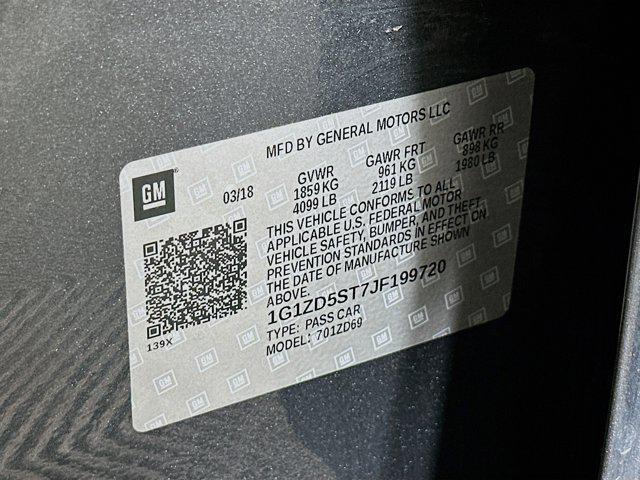 MFD BY GENERAL MOTORS LLC
GM
03/18
GVWR GAWR FRT GAWR RR
1859 KG 961 KG 898 KG
4099 LB 2119 LB 1980 LB
THIS VEHICLE CONFORMS TO ALL
APPLICABLE U.S. FEDERAL MOTOR
VEHICLE SAFETY, BUMPER, AND THEFT
PREVENTION STANDARDS IN EFFECT ON
THE DATE OF MANUFACTURE SHOWN
ABOVE.
1G1ZD5ST7JF199720
TYPE: PASS CAR
MODEL: 701ZD69
139X